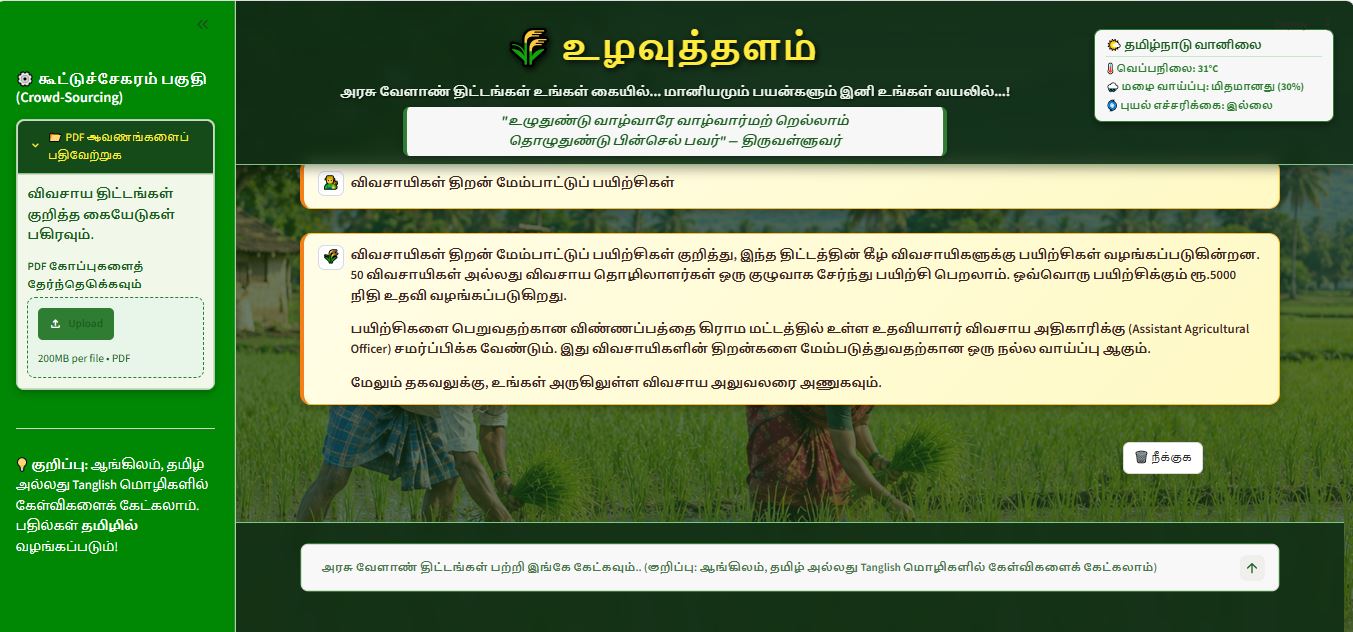 கூட்டுச்சேகரம் பகுதி
(Crowd-Sourcing)
PDF ஆவணங்களைப்
பதிவேற்றுக
விவசாய திட்டங்கள்
குறித்த கையேடுகள்
பகிரவும்.
PDF கோப்புகளைத்
தேர்ந்தெடுக்கவும்
Upload
200MB per file • PDF
குறிப்பு: ஆங்கிலம், தமிழ்
அல்லது Tanglish மொழிகளில்
கேள்விகளைக் கேட்கலாம்.
பதில்கள் தமிழில்
வழங்கப்படும்!
உழவுத்தளம்
அரசு வேளாண் திட்டங்கள் உங்கள் கையில்... மானியமும் பயன்களும் இனி உங்கள் வயலில்...!
"உழுதுண்டு வாழ்வாரே வாழ்வார்மற் றெல்லாம்
தொழுதுண்டு பின்செல் பவர்" – திருவள்ளுவர்
தமிழ்நாடு வானிலை
வெப்பநிலை: 31°C
மழை வாய்ப்பு: மிதமானது (30%)
புயல் எச்சரிக்கை: இல்லை
விவசாயிகள் திறன் மேம்பாட்டுப் பயிற்சிகள்
விவசாயிகள் திறன் மேம்பாட்டுப் பயிற்சிகள் குறித்து, இந்த திட்டத்தின் கீழ் விவசாயிகளுக்கு பயிற்சிகள் வழங்கப்படுகின்றன.
50 விவசாயிகள் அல்லது விவசாய தொழிலாளர்கள் ஒரு குழுவாக சேர்ந்து பயிற்சி பெறலாம். ஒவ்வொரு பயிற்சிக்கும் ரூ.5000
நிதி உதவி வழங்கப்படுகிறது.
பயிற்சிகளை பெறுவதற்கான விண்ணப்பத்தை கிராம மட்டத்தில் உள்ள உதவியாளர் விவசாய அதிகாரிக்கு (Assistant Agricultural
Officer) சமர்ப்பிக்க வேண்டும். இது விவசாயிகளின் திறன்களை மேம்படுத்துவதற்கான ஒரு நல்ல வாய்ப்பு ஆகும்.
மேலும் தகவலுக்கு, உங்கள் அருகிலுள்ள விவசாய அலுவலரை அணுகவும்.
நீக்குக
அரசு வேளாண் திட்டங்கள் பற்றி இங்கே கேட்கவும்.. (குறிப்பு: ஆங்கிலம், தமிழ் அல்லது Tanglish மொழிகளில் கேள்விகளைக் கேட்கலாம்)